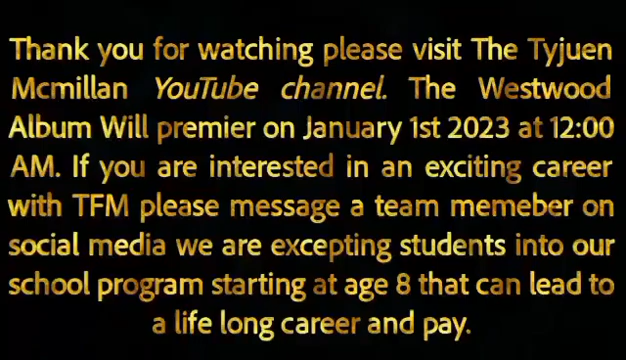 Thank you for watching please visit The Tyjuen
Mcmillan YouTube channel. The Westwood
Album Will premier on January 1st 2023 at 12:00
AM. If you are interested in an exciting career
with TFM please message a team memeber on
social media we are excepting students into our
school program starting at age 8 that can lead to
a life long career and pay.